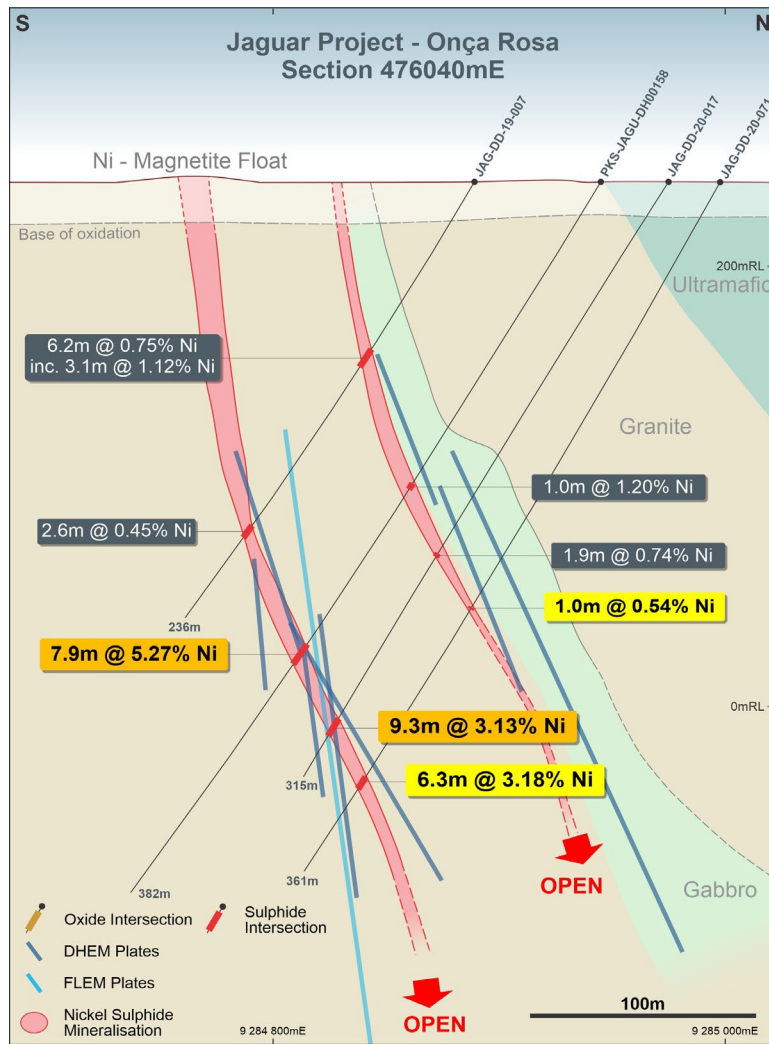 S
N
Jaguar Project - Onça Rosa
Section 476040mE
JAG-DD-19-007
PKS-JAGU-DH00158
JAG-DD-20-017
JAG-DD-20-071
Ni - Magnetite Float
Base of oxidation
200mRL
Ultramafic
6.2m @ 0.75% Ni
inc. 3.1m @ 1.12% Ni
Granite
1.0m @ 1.20% Ni
2.6m @ 0.45% Ni
1.9m @ 0.74% Ni
1.0m @ 0.54% Ni
236m
7.9m @ 5.27% Ni
0mRL
9.3m @ 3.13% Ni
315m
6.3m @ 3.18% Ni
361m
382m
OPEN
Gabbro
Oxide Intersection
Sulphide
Intersection
DHEM Plates
FLEM Plates
Nickel Sulphide
Mineralisation
OPEN
100m
9 284 800mE
9 285 000mE